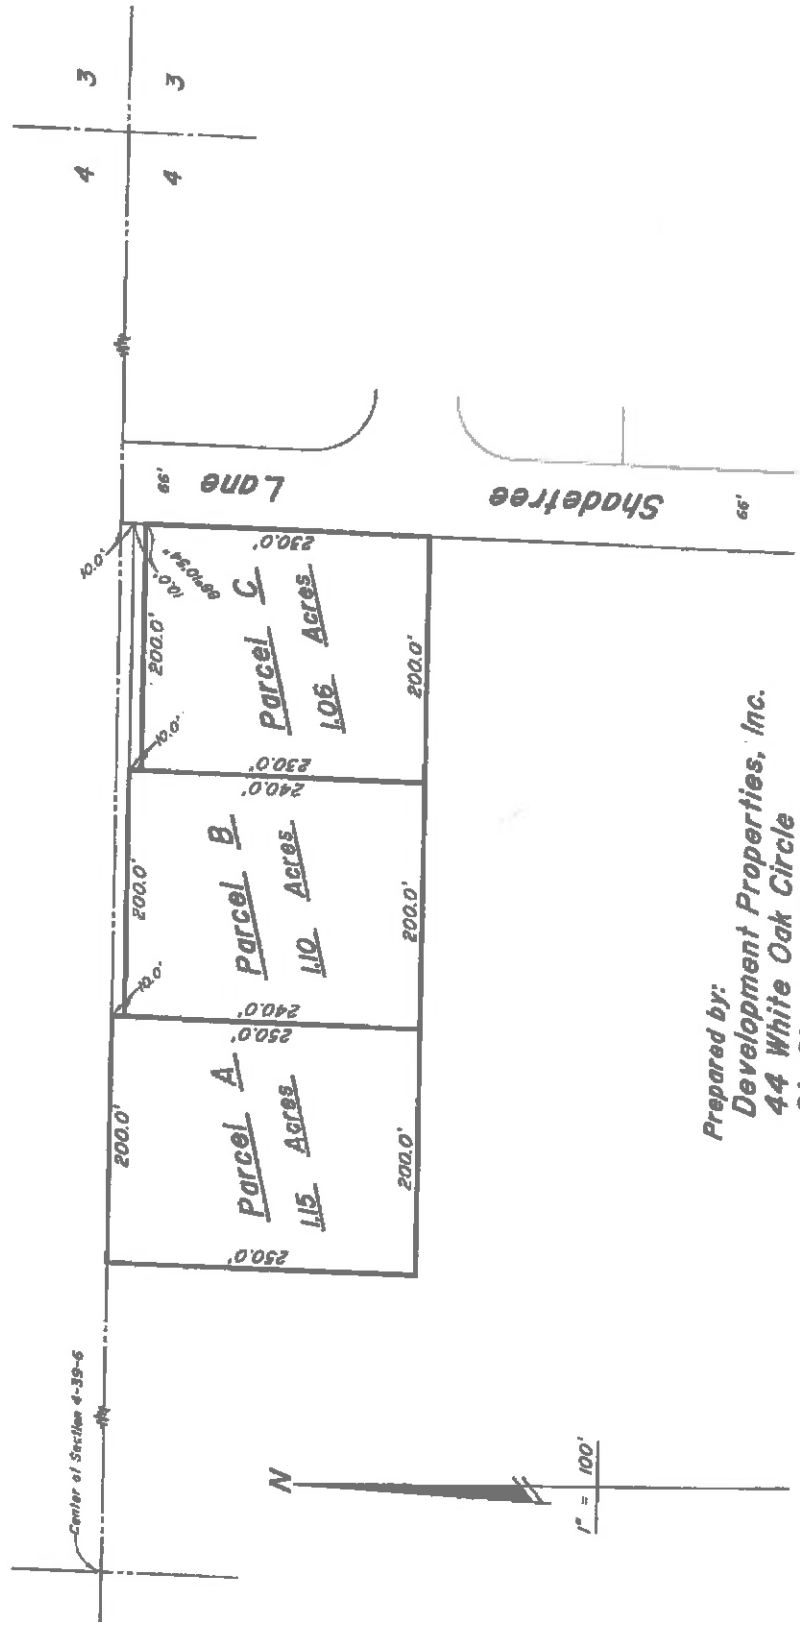 3
3
4
4
66'
Lane
Shadetree
66'
10.0'
10.0'
88°10'54"
230.0'
200.0'
Parcel C
1.06 Acres
200.0'
230.0'
10.0'
240.0'
200.0'
Parcel B
1.10 Acres
200.0'
240.0'
10.0'
250.0'
200.0'
Parcel A
1.15 Acres
200.0'
250.0'
Center of Section 4-39-6
N
1" = 100'
Prepared by:
Development Properties, Inc.
44 White Oak Circle